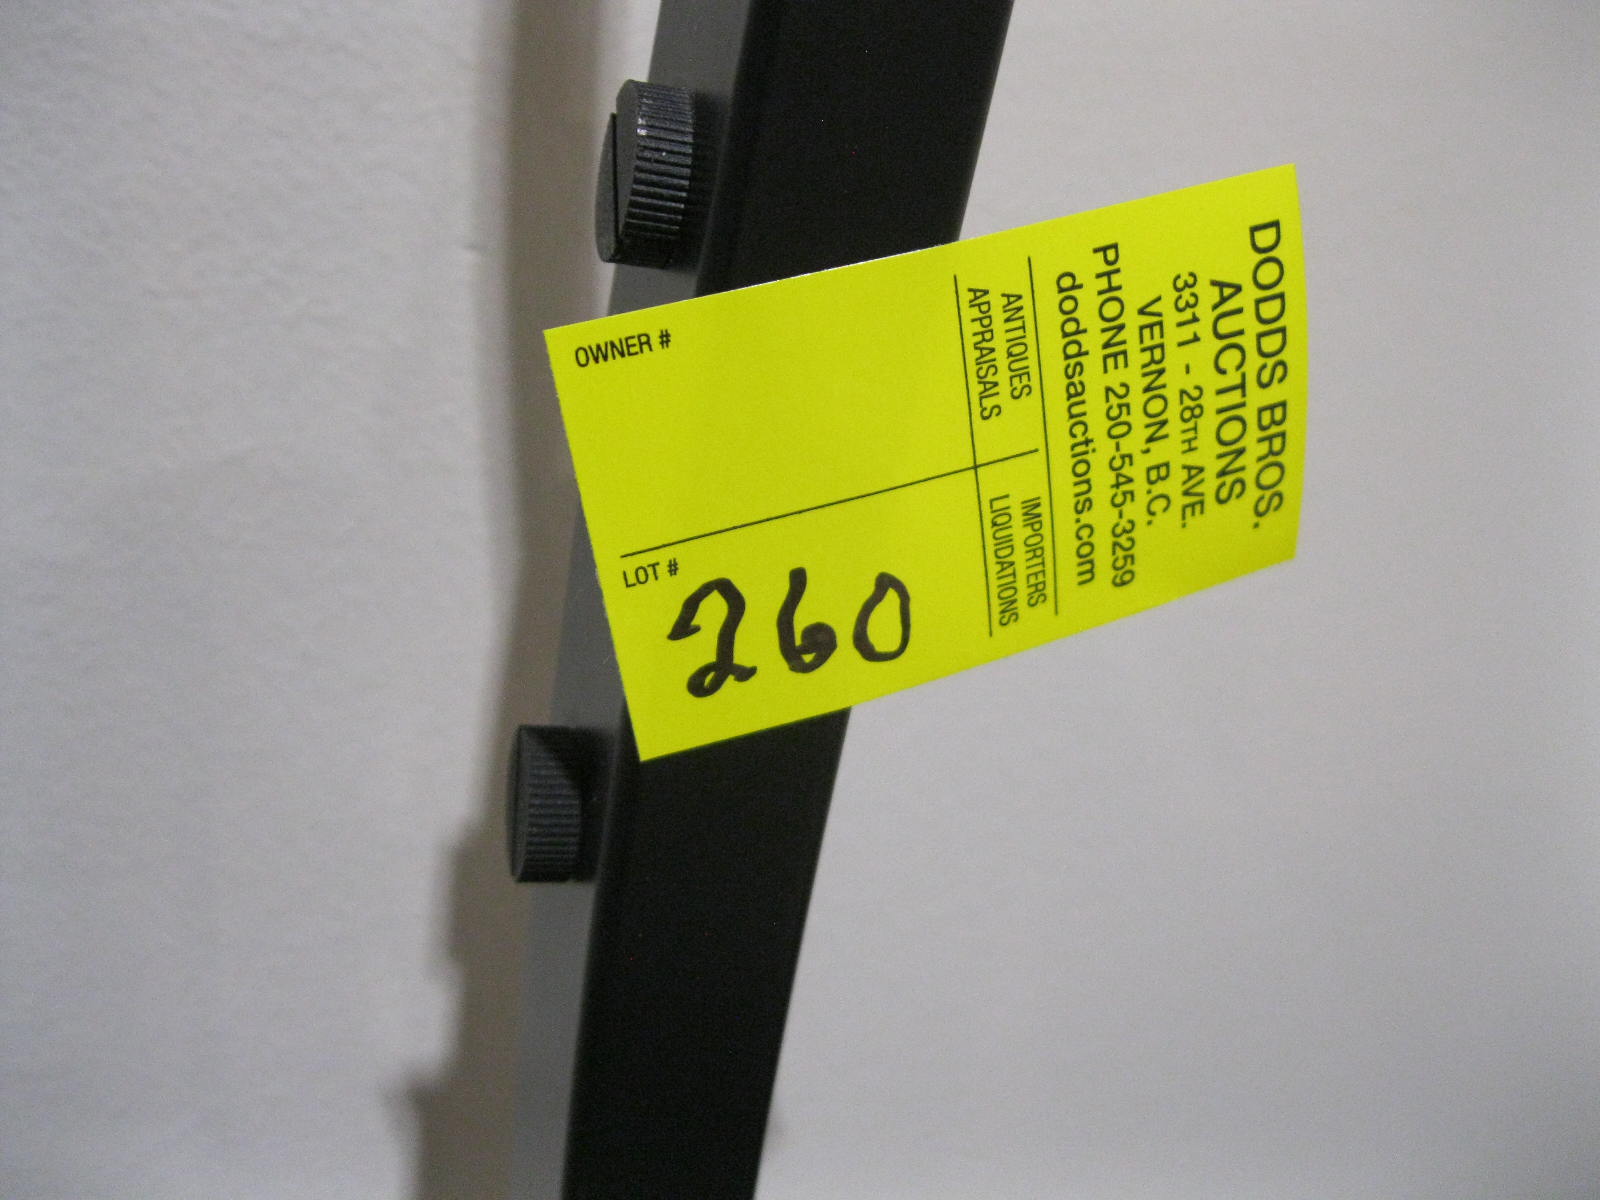 DODDS BROS.
AUCTIONS
3311 - 28TH AVE.
VERNON, B.C.
PHONE 250-545-3259
doddsauctions.com
ANTIQUES
APPRAISALS
IMPORTERS
LIQUIDATIONS
OWNER #
LOT #
260